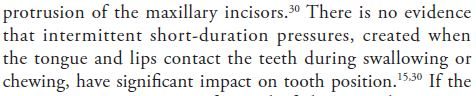 protrusion of the maxillary incisors.³⁰ There is no evidence
that intermittent short-duration pressures, created when
the tongue and lips contact the teeth during swallowing or
chewing, have significant impact on tooth position.¹⁵,³⁰ If the